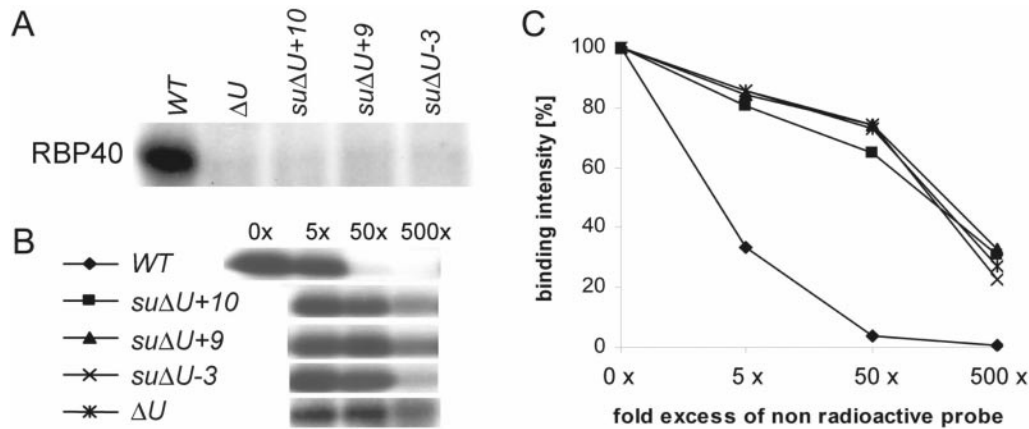 A
WT
ΔU
suΔU+10
suΔU+9
suΔU-3
RBP40
B
0x 5x 50x 500x
WT
suΔU+10
suΔU+9
suΔU-3
ΔU
C
binding intensity [%]
100
80
60
40
20
0
0 x 5 x 50 x 500 x
fold excess of non radioactive probe